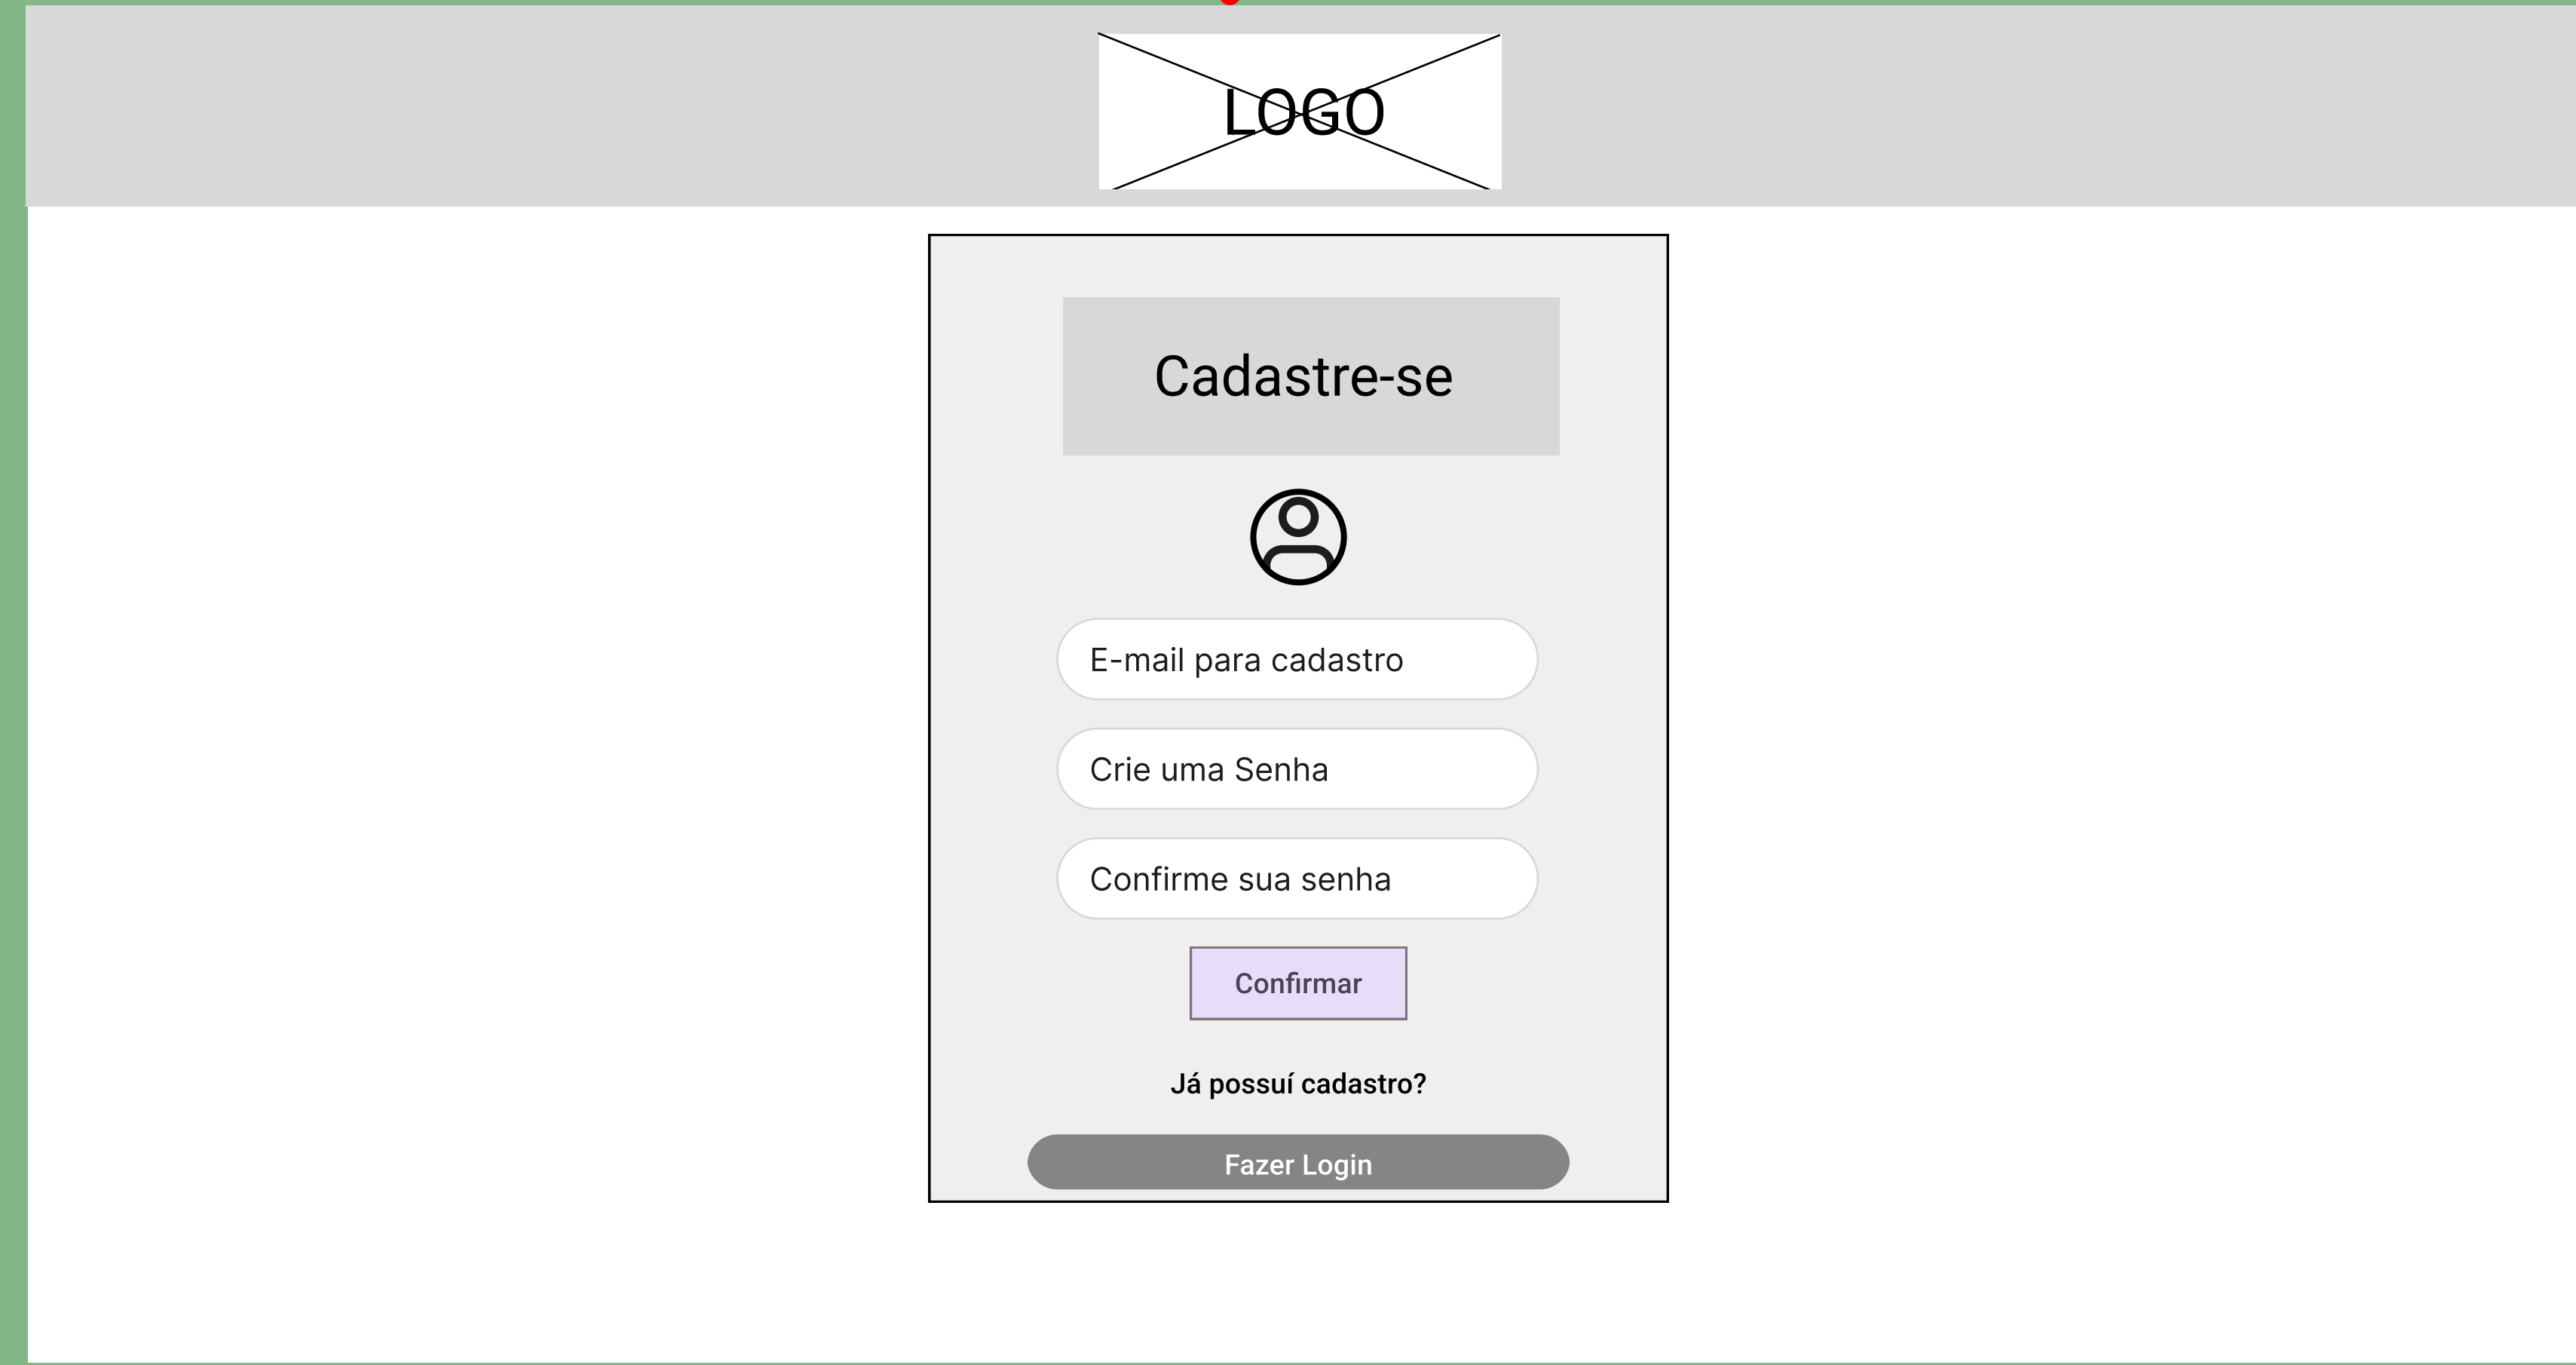 LOGO
Cadastre-se
E-mail para cadastro
Crie uma Senha
Confirme sua senha
Confirmar
Já possuí cadastro?
Fazer Login